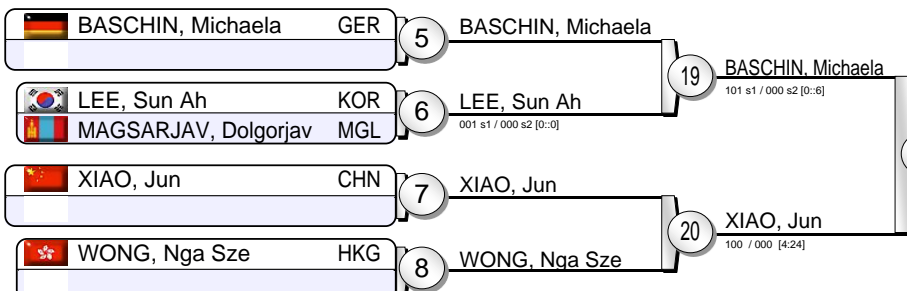 BASCHIN, Michaela GER
5
BASCHIN, Michaela
LEE, Sun Ah KOR
MAGSARJAV, Dolgorjav MGL
6
LEE, Sun Ah
001 s1 / 000 s2 [0::0]
19
BASCHIN, Michaela
101 s1 / 000 s2 [0::6]
XIAO, Jun CHN
7
XIAO, Jun
WONG, Nga Sze HKG
8
WONG, Nga Sze
20
XIAO, Jun
100 / 000 [4:24]